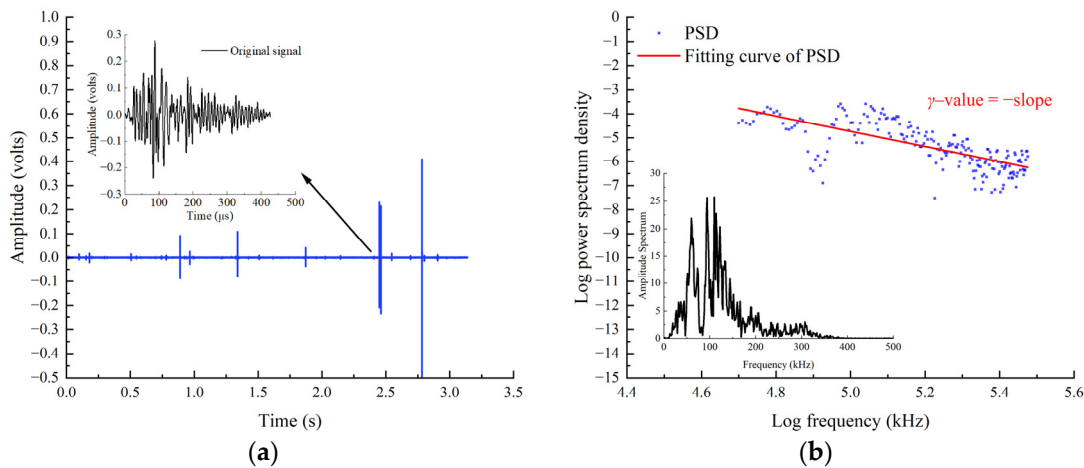 1.0
0.9
0.8
0.7
0.6
0.5
0.4
0.3
0.2
0.1
0.0
−0.1
−0.2
−0.3
−0.4
−0.5
Amplitude (volts)
0.0 0.5 1.0 1.5 2.0 2.5 3.0 3.5
Time (s)
0.3
0.2
0.1
0.0
−0.1
−0.2
−0.3
Amplitude (volts)
Original signal
0 100 200 300 400 500
Time (μs)
(a)
0
−1
−2
−3
−4
−5
−6
−7
−8
−9
−10
−11
−12
−13
−14
−15
Log power spectrum density
PSD
Fitting curve of PSD
γ−value = −slope
30
25
20
15
10
5
0
Amplitude Spectrum
0 100 200 300 400 500
Frequency (kHz)
4.4 4.6 4.8 5.0 5.2 5.4 5.6
Log frequency (kHz)
(b)